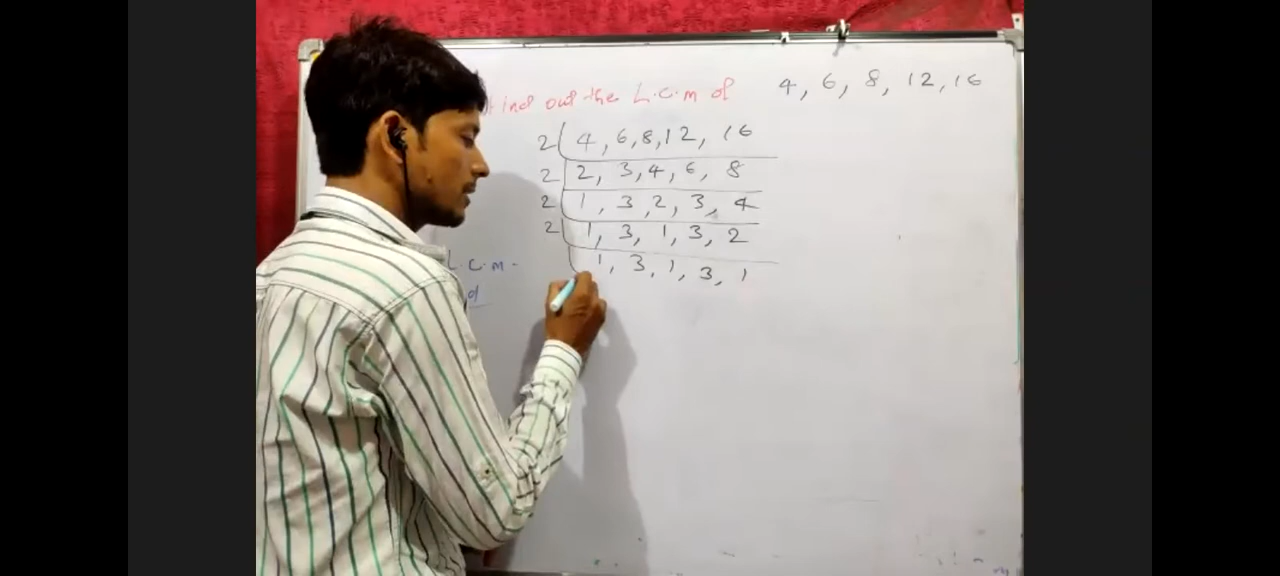 Find out the L.C.M of 4, 6, 8, 12, 16
2 4, 6, 8, 12, 16
2 2, 3, 4, 6, 8
2 1, 3, 2, 3, 4
2 1, 3, 1, 3, 2
1, 3, 1, 3, 1
L.C.M-